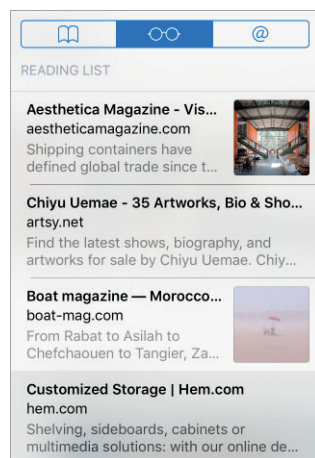 @
READING LIST
Aesthetica Magazine - Vis...
aestheticamagazine.com
Shipping containers have
defined global trade since t...
Chiyu Uemae - 35 Artworks, Bio & Sho...
artsy.net
Find the latest shows, biography, and
artworks for sale by Chiyu Uemae. Chiy...
Boat magazine — Morocco...
boat-mag.com
From Rabat to Asilah to
Chefchaouen to Tangier, Za...
Customized Storage | Hem.com
hem.com
Shelving, sideboards, cabinets or
multimedia solutions: with our online de...